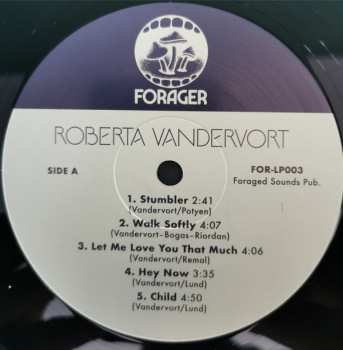 FORAGER
ROBERTA VANDERVORT
SIDE A
FOR-LP003
Foraged Sounds Pub.
1. Stumbler 2:41
(Vandervort/Potyen)
2. Walk Softly 4:07
(Vandervort–Bogas–Riordan)
3. Let Me Love You That Much 4:06
(Vandervort/Remal)
4. Hey Now 3:35
(Vandervort/Lund)
5. Child 4:50
(Vandervort/Lund)